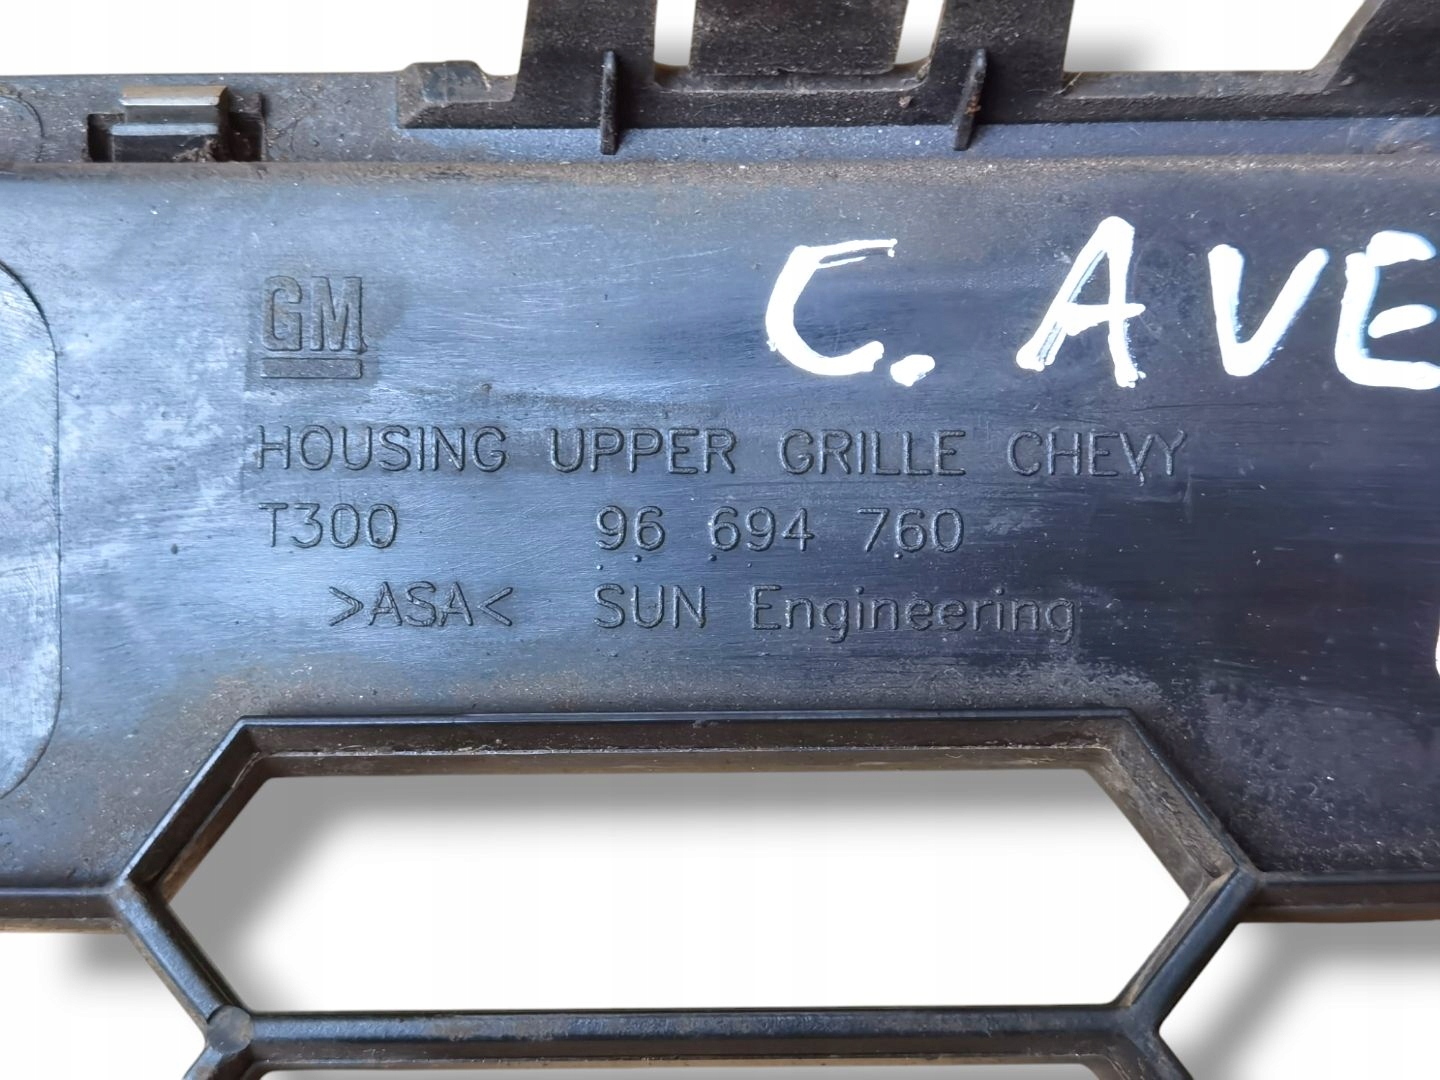 C. AVE
GM
HOUSING UPPER GRILLE CHEVY
T300 96 694 760
>ASA< SUN Engineering